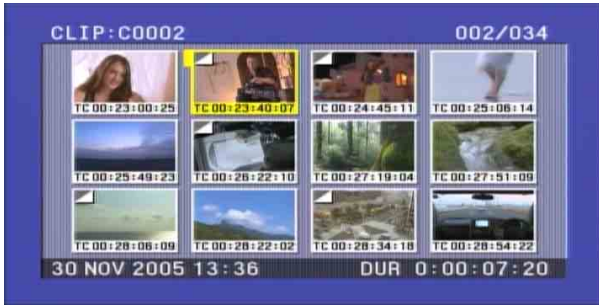 CLIP:C0002 002/034
TC 00:23:00:25 TC 00:23:40:07 TC 00:24:45:11 TC 00:25:06:14
TC 00:25:49:23 TC 00:26:22:10 TC 00:27:19:04 TC 00:27:51:09
TC 00:28:06:09 TC 00:28:22:02 TC 00:28:34:18 TC 00:28:54:22
30 NOV 2005 13:36 DUR 0:00:07:20